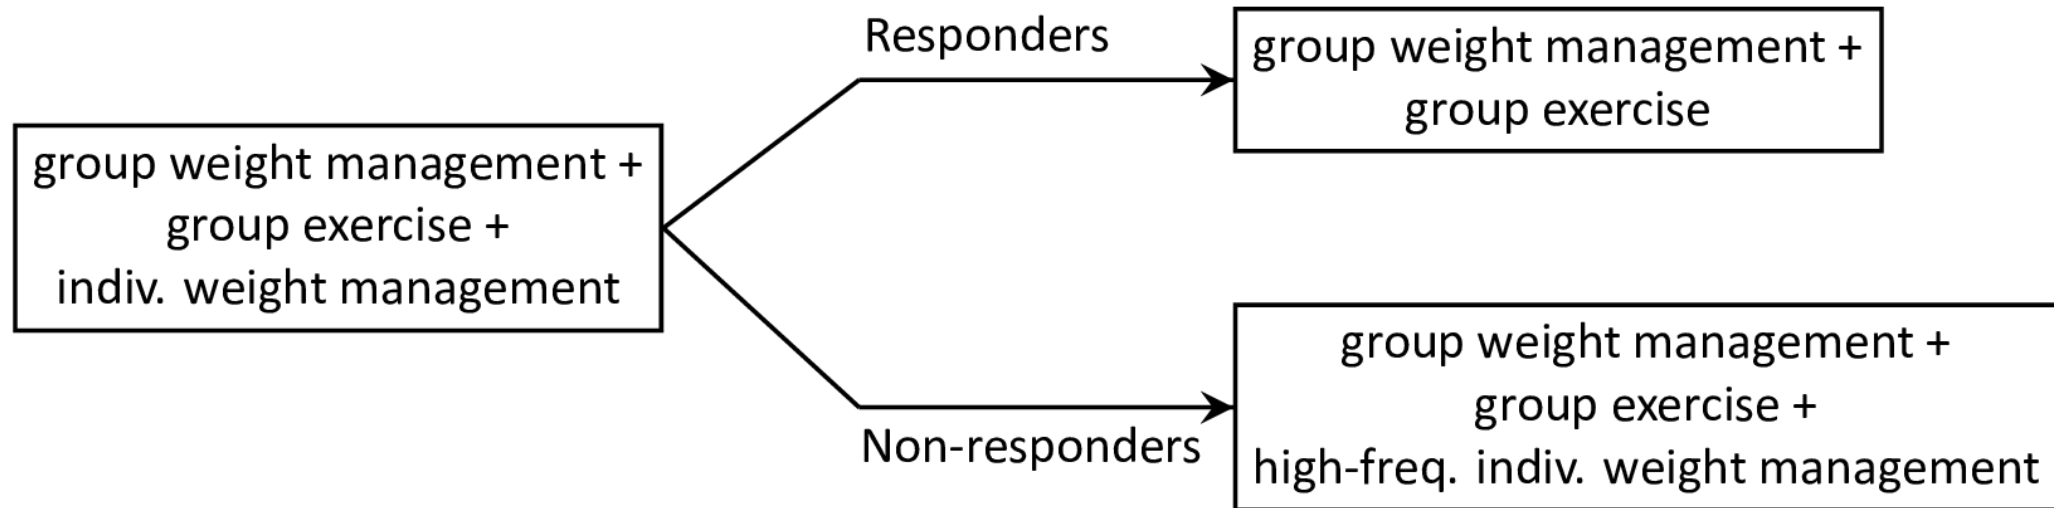 group weight management +
group exercise +
indiv. weight management
Responders
group weight management +
group exercise
Non-responders
group weight management +
group exercise +
high-freq. indiv. weight management